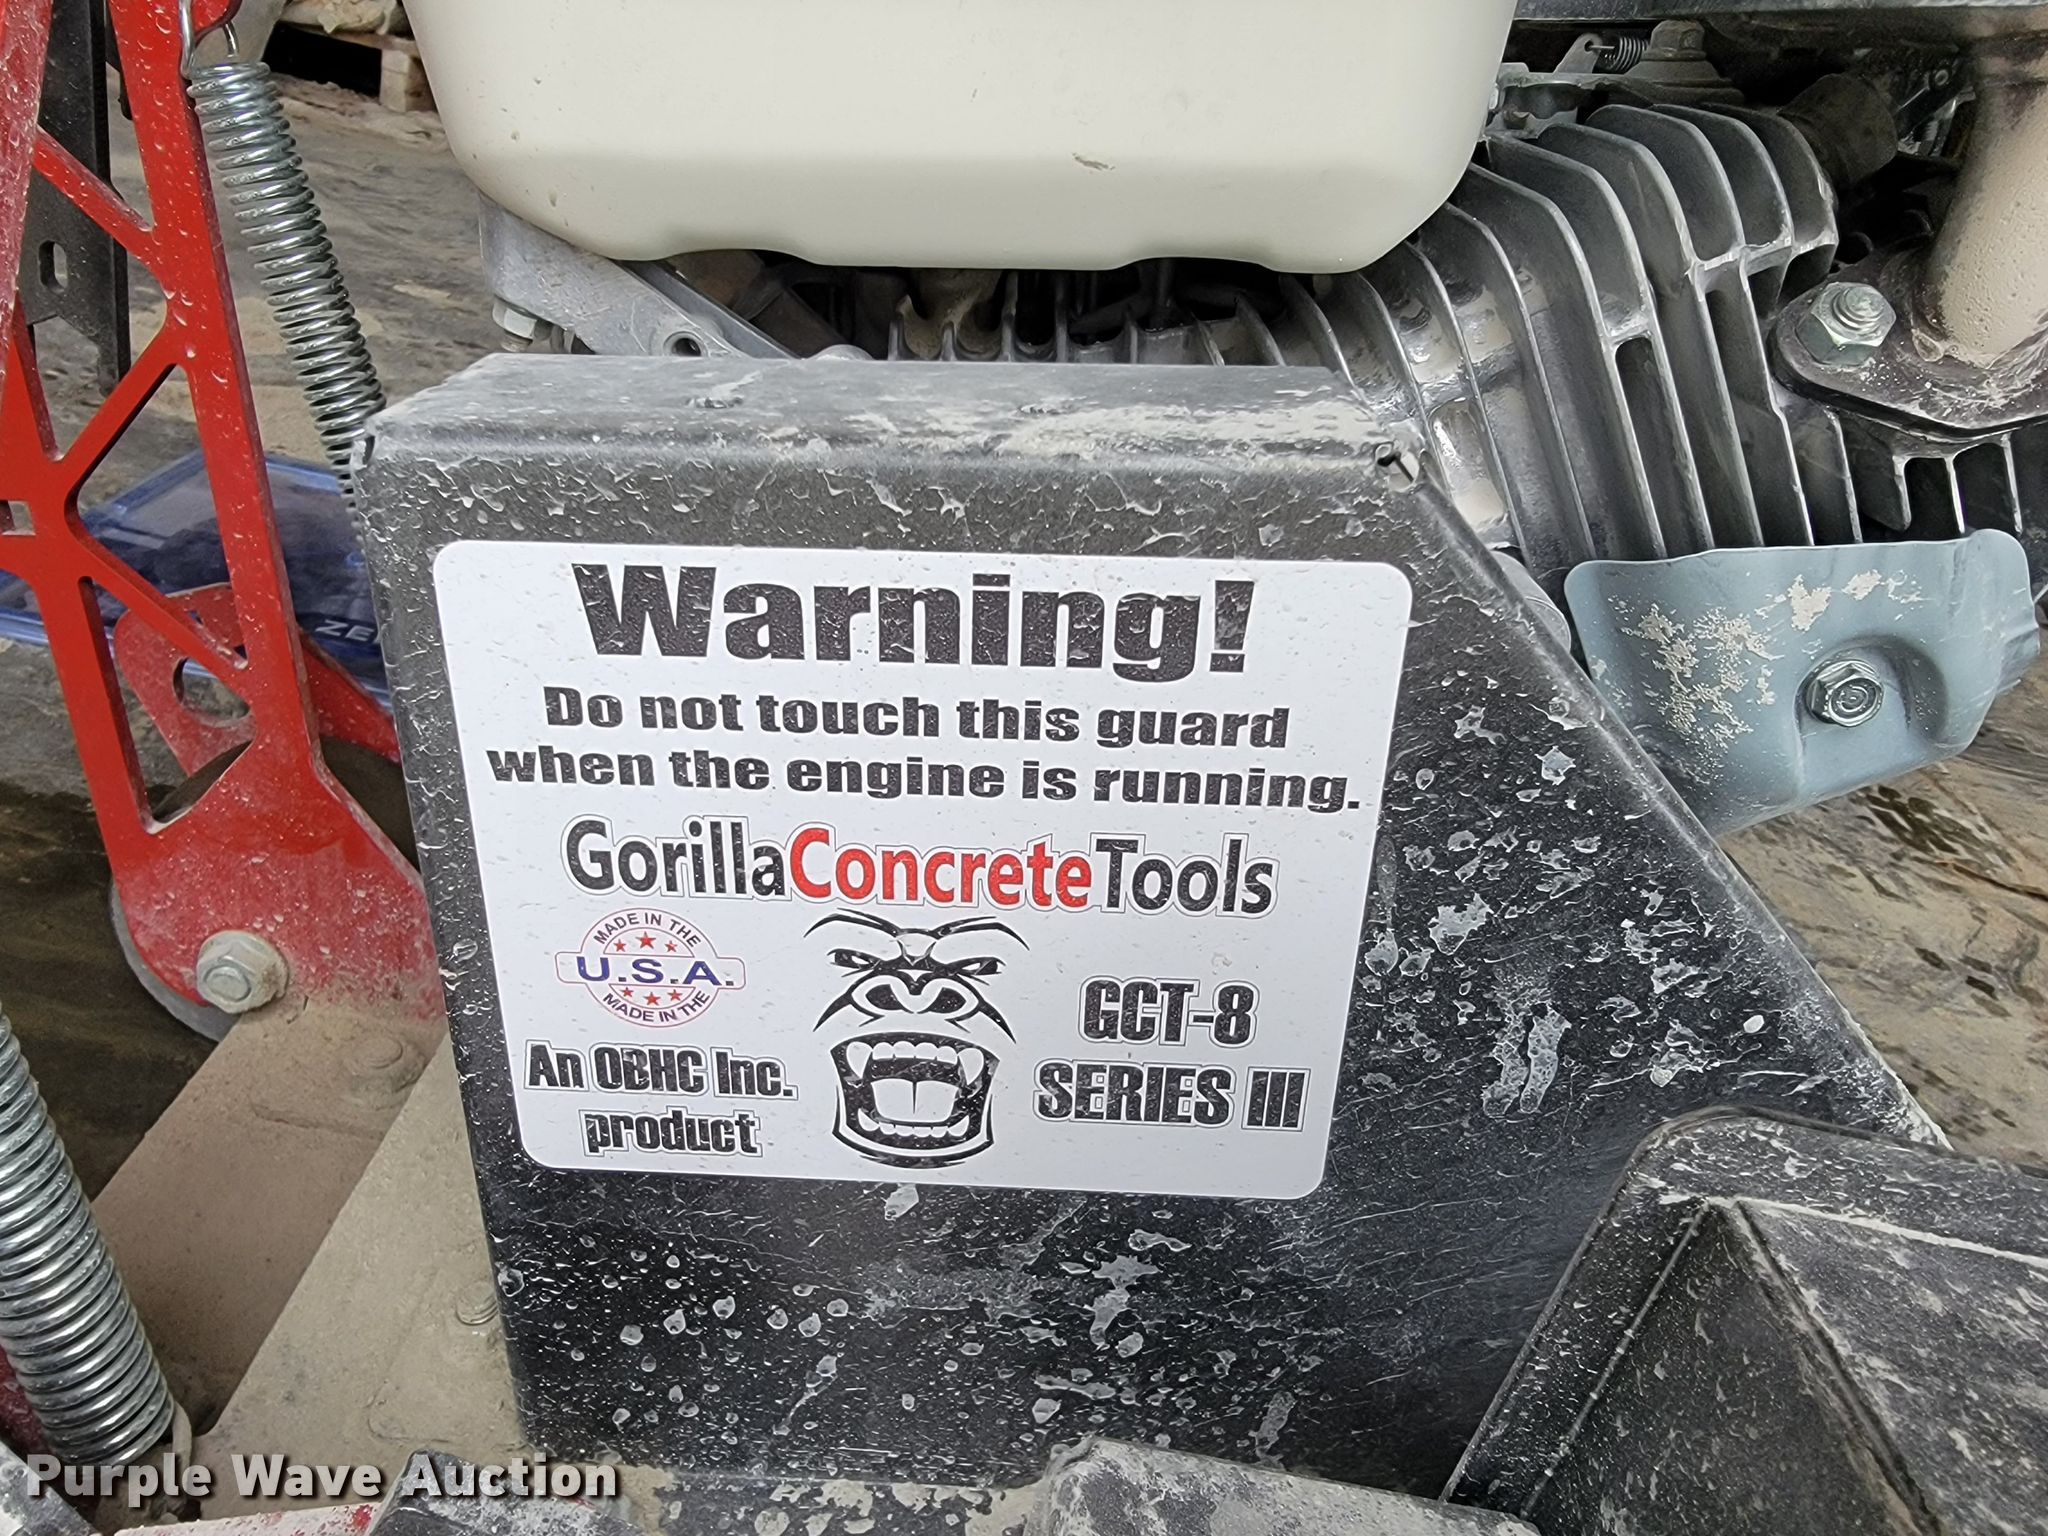 ZE
Warning!
Do not touch this guard
when the engine is running.
GorillaConcreteTools
MADE IN THE
U.S.A.
MADE IN THE
An OBHC Inc.
product
GCT-8
SERIES III
Purple Wave Auction